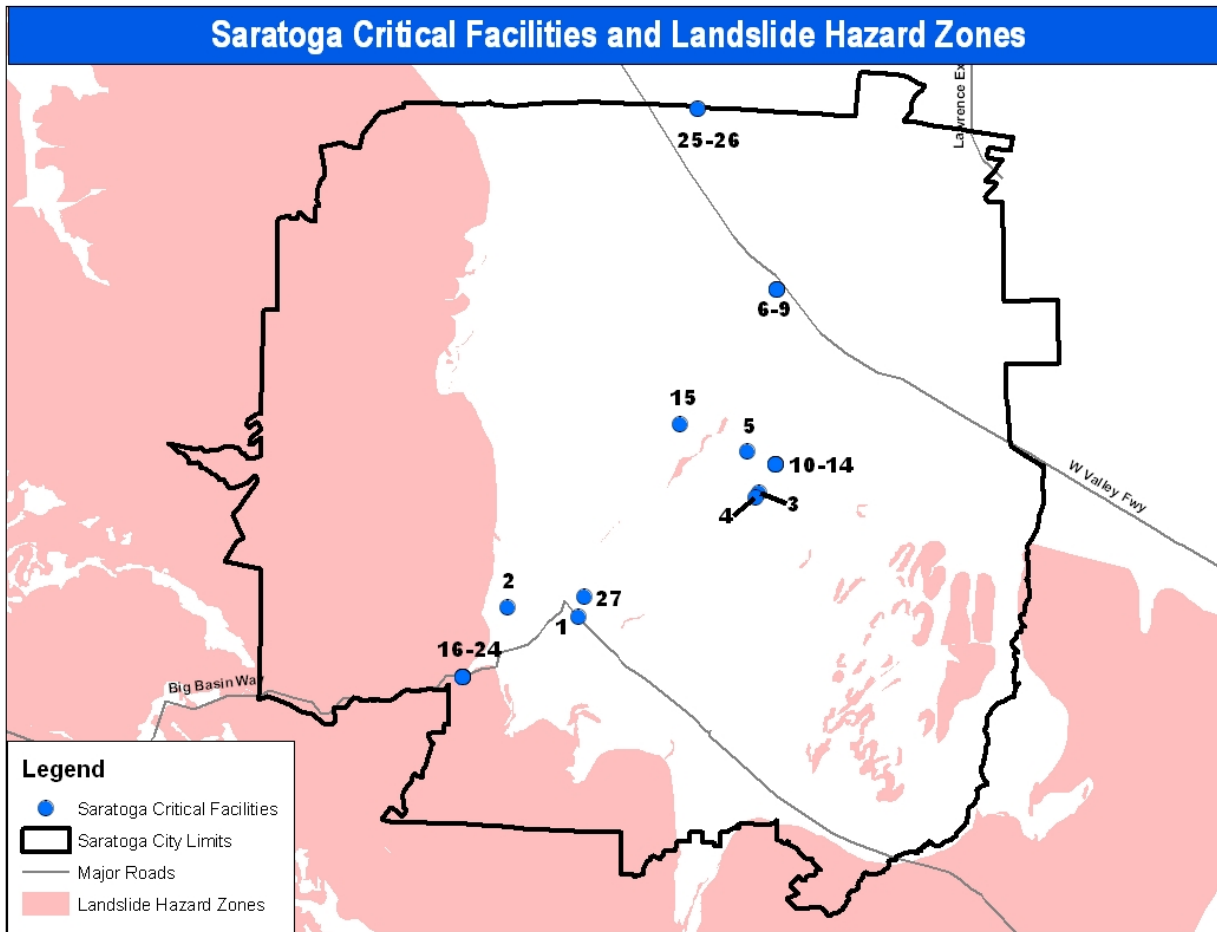 Saratoga Critical Facilities and Landslide Hazard Zones
25-26
6-9
15
5
10-14
3
4
W Valley Fwy
2
27
1
16-24
Big Basin Way
Legend
Saratoga Critical Facilities
Saratoga City Limits
Major Roads
Landslide Hazard Zones
Lawrence Ex